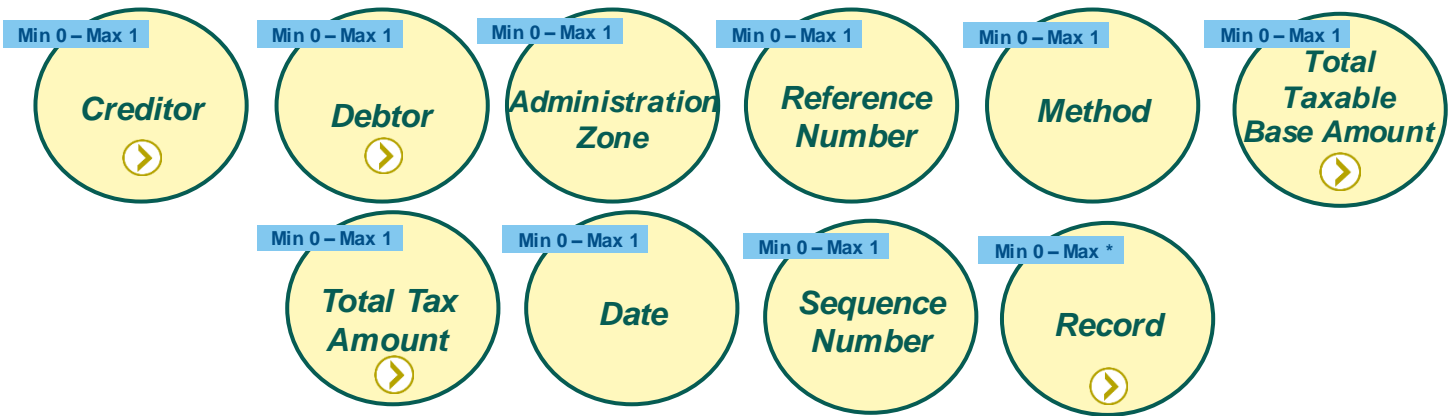 Min 0 – Max 1
Creditor
Min 0 – Max 1
Debtor
Min 0 – Max 1
Administration
Zone
Min 0 – Max 1
Reference
Number
Min 0 – Max 1
Method
Min 0 – Max 1
Total
Taxable
Base Amount
Min 0 – Max 1
Total Tax
Amount
Min 0 – Max 1
Date
Min 0 – Max 1
Sequence
Number
Min 0 – Max *
Record